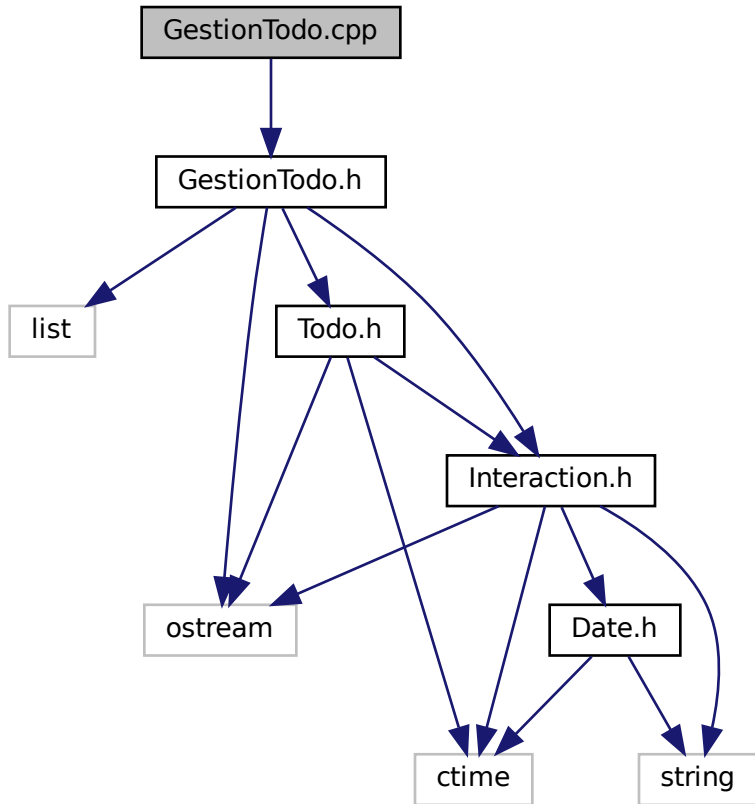 GestionTodo.cpp
GestionTodo.h
list
Todo.h
Interaction.h
ostream
Date.h
ctime
string